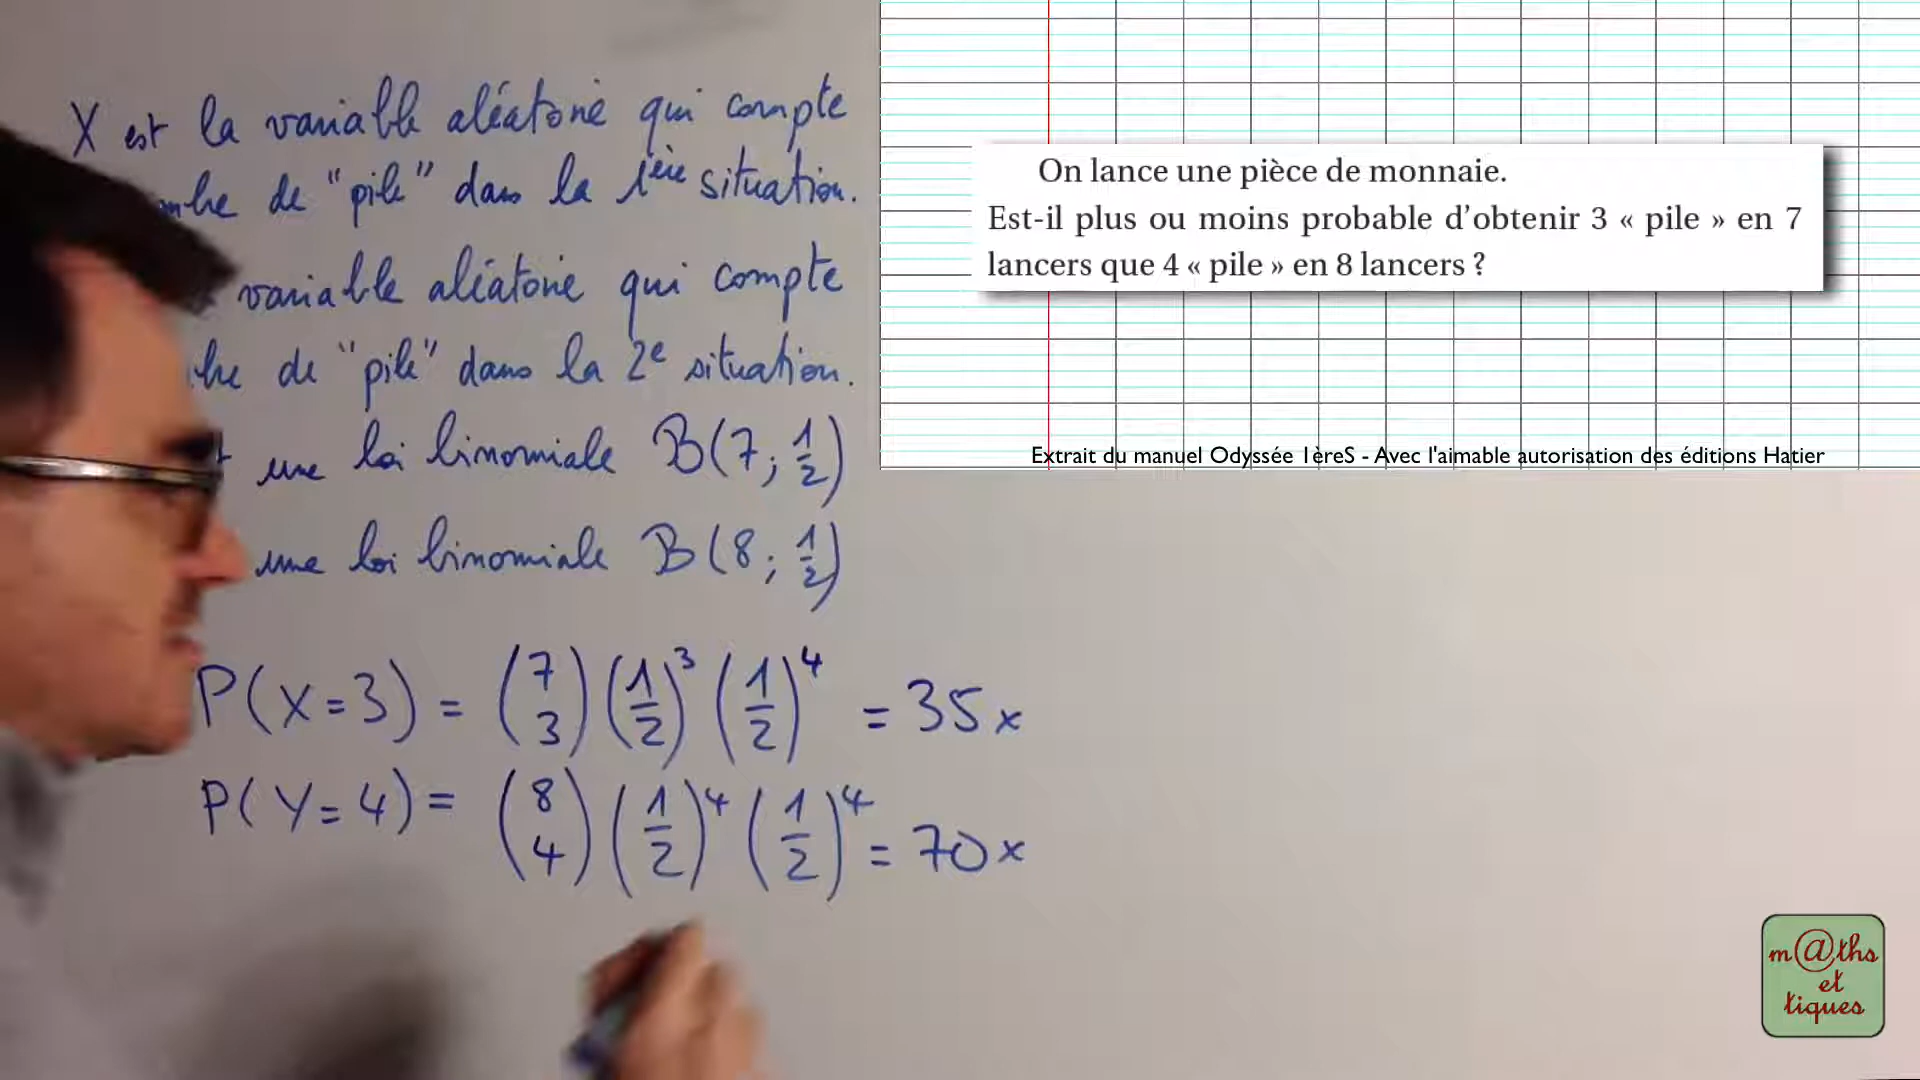 X est la variable aléatoire qui compte
de "pile" dans la 1ère situation.
variable aléatoire qui compte
de "pile" dans la 2e situation.
une loi binomiale B(7; 1/2)
une loi binomiale B(8; 1/2)
P(X=3) = (7 3) (1/2)^3 (1/2)^4 = 35x
P(Y=4) = (8 4) (1/2)^4 (1/2)^4 = 70x
On lance une pièce de monnaie.
Est-il plus ou moins probable d'obtenir 3 « pile » en 7
lancers que 4 « pile » en 8 lancers ?
Extrait du manuel Odyssée 1èreS - Avec l'aimable autorisation des éditions Hatier
m@ths
et
tiques